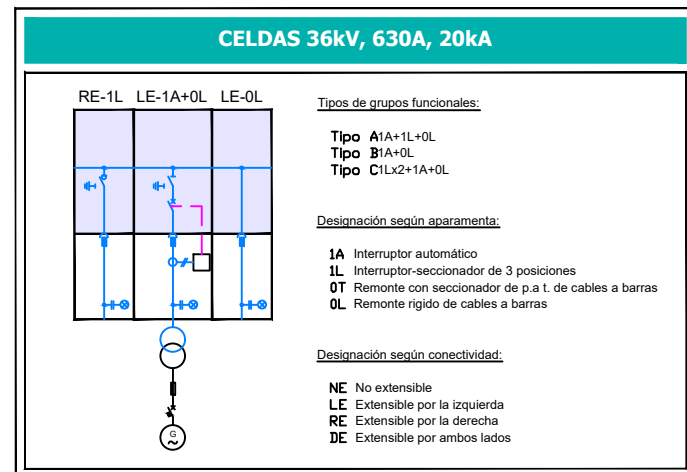 CELDAS 36kV, 630A, 20kA
RE-1L LE-1A+0L LE-0L
G
Tipos de grupos funcionales:
Tipo A1A+1L+0L
Tipo B1A+0L
Tipo C1Lx2+1A+0L
Designación según aparamenta:
1A Interruptor automático
1L Interruptor-seccionador de 3 posiciones
0T Remonte con seccionador de p.a t. de cables a barras
0L Remonte rigido de cables a barras
Designación según conectividad:
NE No extensible
LE Extensible por la izquierda
RE Extensible por la derecha
DE Extensible por ambos lados